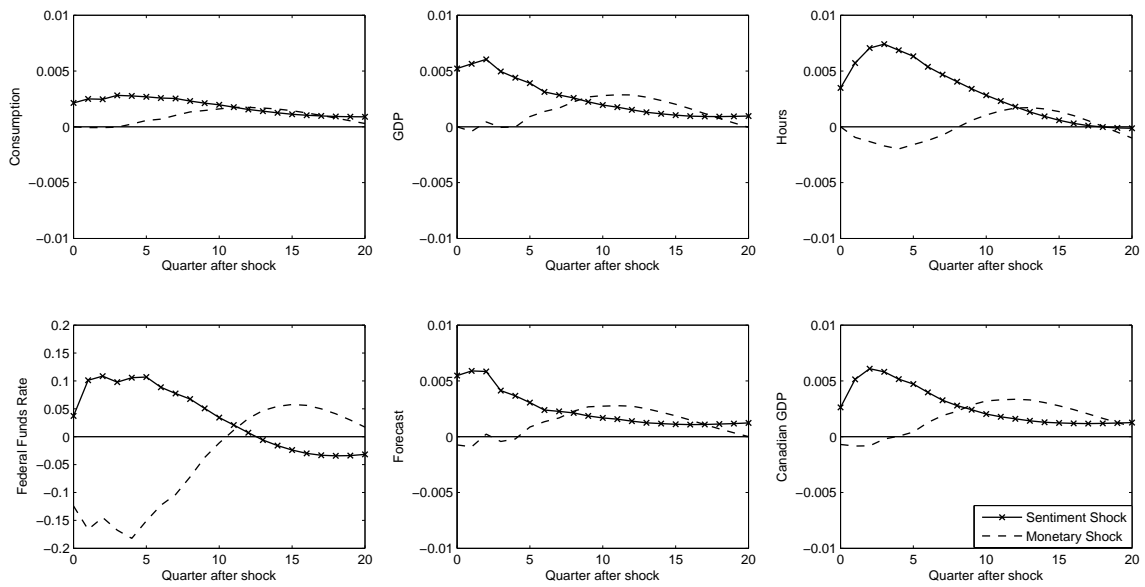 0.01
0.005
0
−0.005
−0.01
Consumption
0 5 10 15 20
Quarter after shock
0.01
0.005
0
−0.005
−0.01
GDP
0 5 10 15 20
Quarter after shock
0.01
0.005
0
−0.005
−0.01
Hours
0 5 10 15 20
Quarter after shock
0.2
0.15
0.1
0.05
0
−0.05
−0.1
−0.15
−0.2
Federal Funds Rate
0 5 10 15 20
Quarter after shock
0.01
0.005
0
−0.005
−0.01
Forecast
0 5 10 15 20
Quarter after shock
0.01
0.005
0
−0.005
−0.01
Canadian GDP
Sentiment Shock
Monetary Shock
0 5 10 15 20
Quarter after shock